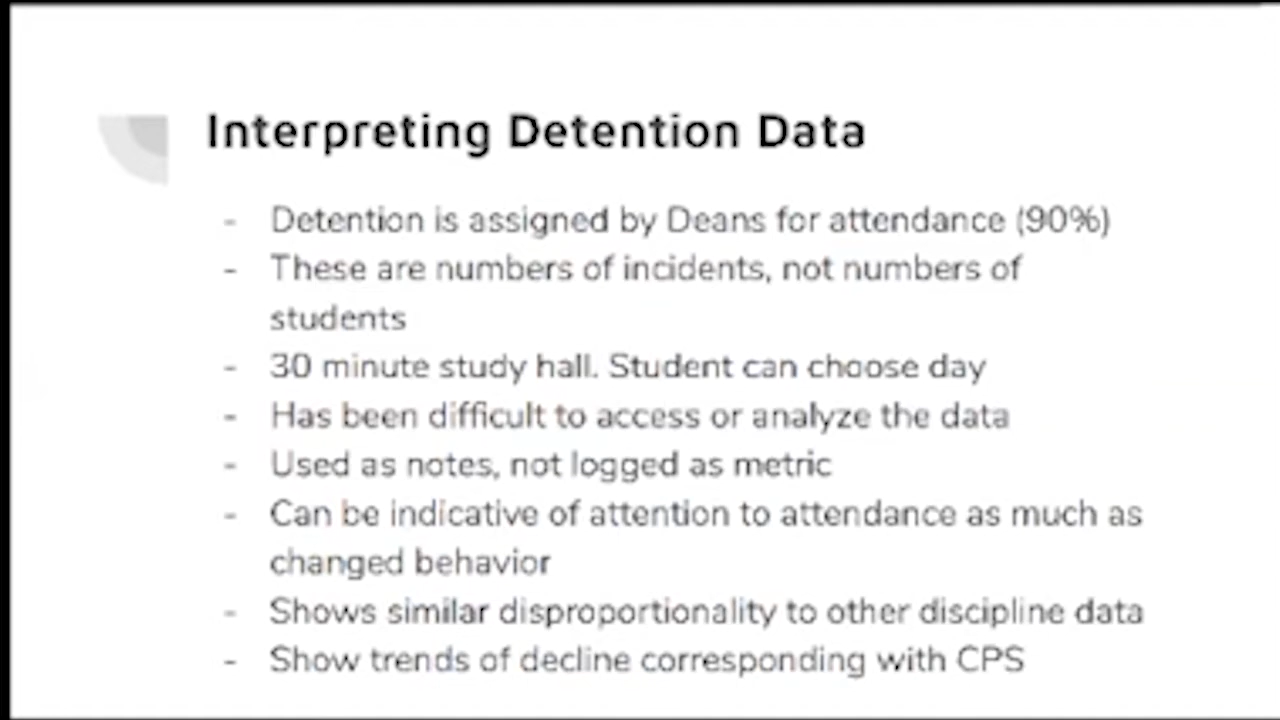 Interpreting Detention Data
- Detention is assigned by Deans for attendance (90%)
- These are numbers of incidents, not numbers of
students
- 30 minute study hall. Student can choose day
- Has been difficult to access or analyze the data
- Used as notes, not logged as metric
- Can be indicative of attention to attendance as much as
changed behavior
- Shows similar disproportionality to other discipline data
- Show trends of decline corresponding with CPS